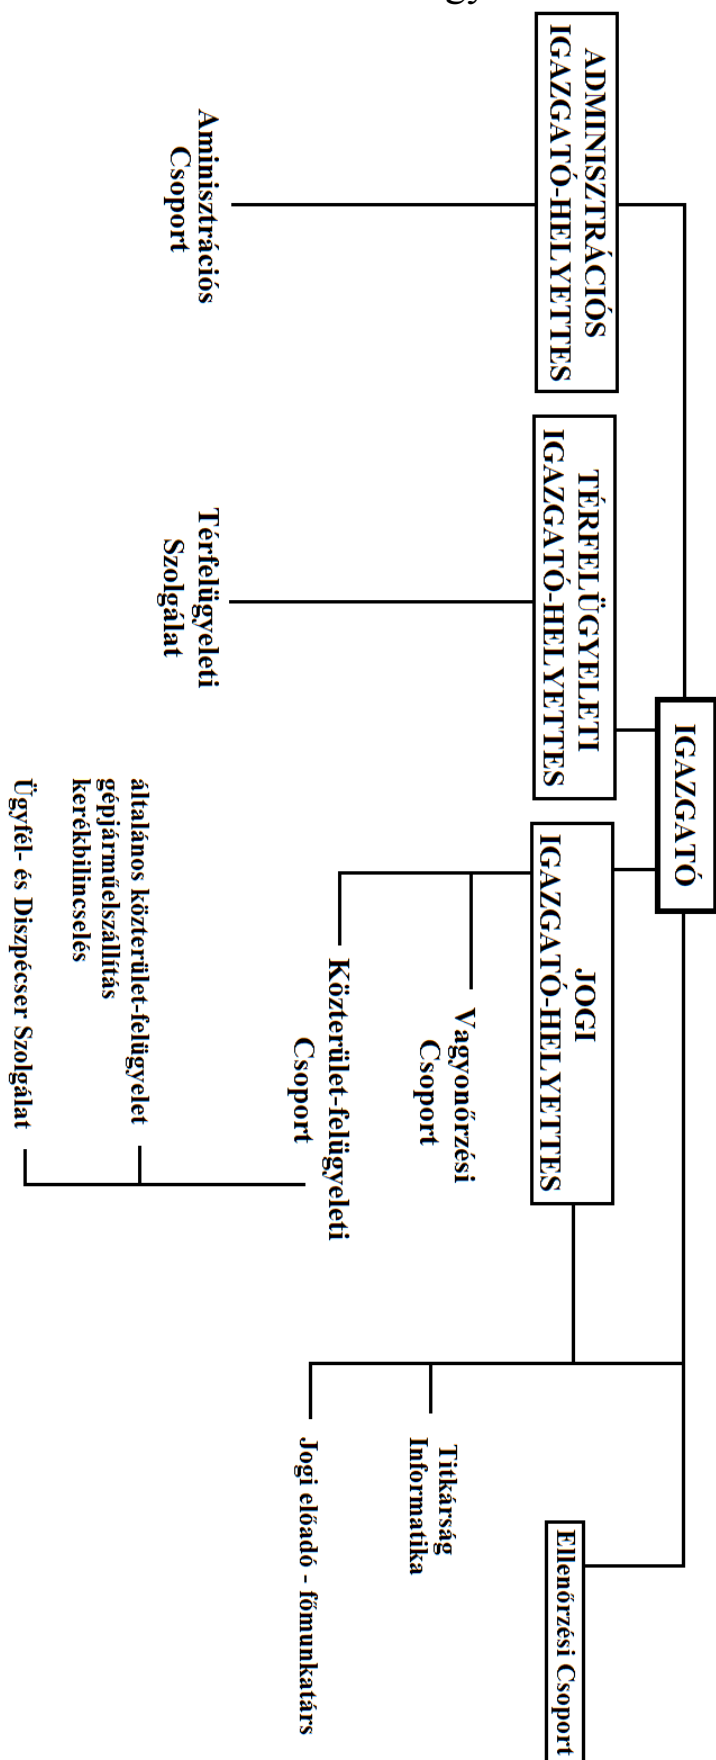 gy
IGAZGATÓ
ADMINISZTRÁCIÓS
IGAZGATÓ-HELYETTES
TÉRFELÜGYELETI
IGAZGATÓ-HELYETTES
JOGI
IGAZGATÓ-HELYETTES
Ellenőrzési Csoport
Aminisztrációs
Csoport
Térfelügyeleti
Szolgálat
Vagyonőrzési
Csoport
Közterület-felügyeleti
Csoport
Titkárság
Informatika
Jogi előadó - főmunkatárs
általános közterület-felügyelet
gépjárműelszállítás
kerékbilincselés
Ügyfél- és Diszpécser Szolgálat